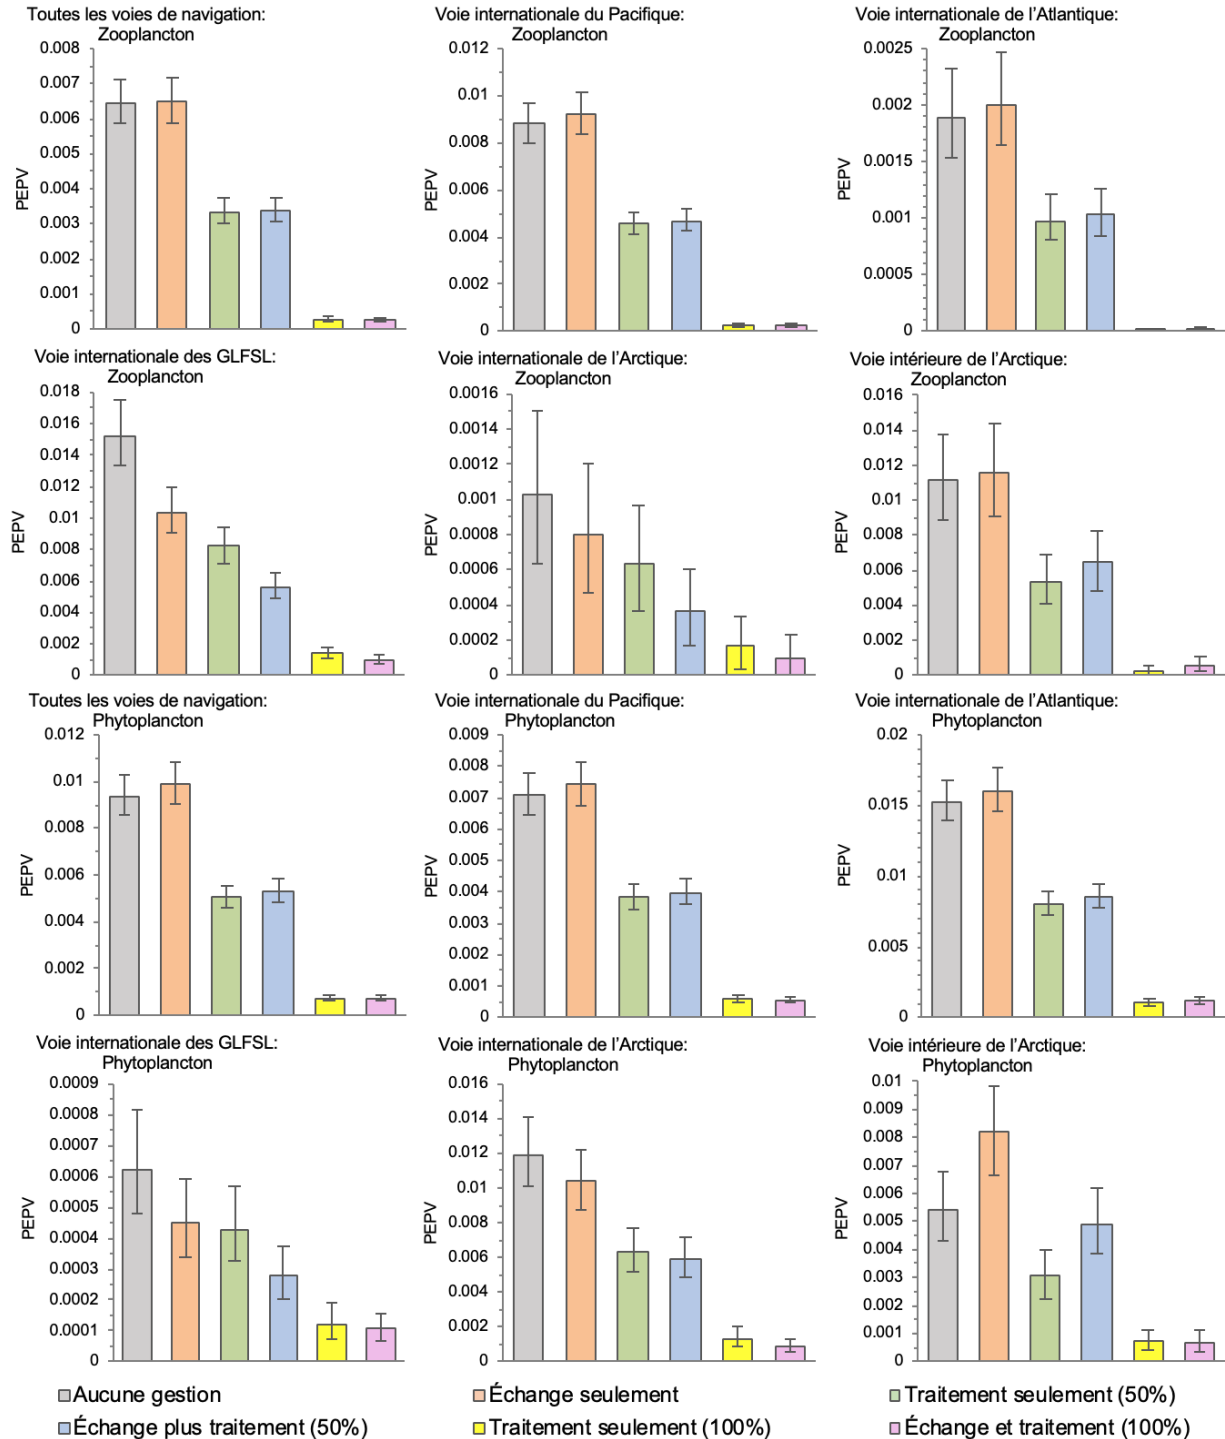 Toutes les voies de navigation:
Zooplancton
0.008
0.007
0.006
0.005
0.004
0.003
0.002
0.001
0
PEPV
Voie internationale du Pacifique:
Zooplancton
0.012
0.01
0.008
0.006
0.004
0.002
0
PEPV
Voie internationale de l'Atlantique:
Zooplancton
0.0025
0.002
0.0015
0.001
0.0005
0
PEPV
Voie internationale des GLFSL:
Zooplancton
0.018
0.016
0.014
0.012
0.01
0.008
0.006
0.004
0.002
0
PEPV
Voie internationale de l'Arctique:
Zooplancton
0.0016
0.0014
0.0012
0.001
0.0008
0.0006
0.0004
0.0002
0
PEPV
Voie intérieure de l'Arctique:
Zooplancton
0.016
0.014
0.012
0.01
0.008
0.006
0.004
0.002
0
PEPV
Toutes les voies de navigation:
Phytoplancton
0.012
0.01
0.008
0.006
0.004
0.002
0
PEPV
Voie internationale du Pacifique:
Phytoplancton
0.009
0.008
0.007
0.006
0.005
0.004
0.003
0.002
0.001
0
PEPV
Voie internationale de l'Atlantique:
Phytoplancton
0.02
0.015
0.01
0.005
0
PEPV
Voie internationale des GLFSL:
Phytoplancton
0.0009
0.0008
0.0007
0.0006
0.0005
0.0004
0.0003
0.0002
0.0001
0
PEPV
Voie internationale de l'Arctique:
Phytoplancton
0.016
0.014
0.012
0.01
0.008
0.006
0.004
0.002
0
PEPV
Voie intérieure de l'Arctique:
Phytoplancton
0.01
0.009
0.008
0.007
0.006
0.005
0.004
0.003
0.002
0.001
0
PEPV
Aucune gestion
Échange seulement
Traitement seulement (50%)
Échange plus traitement (50%)
Traitement seulement (100%)
Échange et traitement (100%)